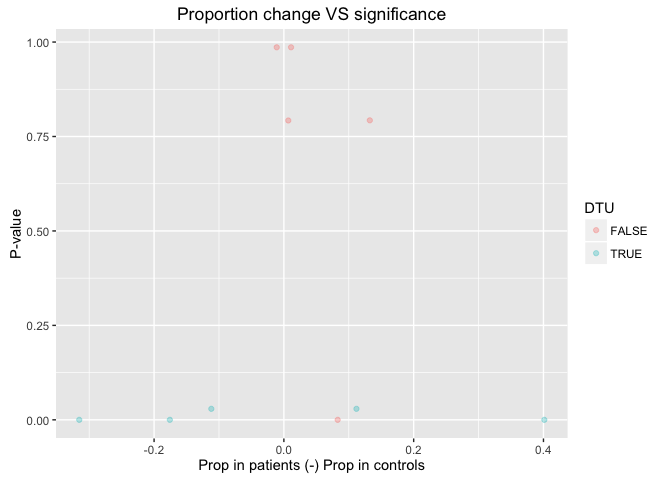 Proportion change VS significance
1.00
0.75
0.50
0.25
0.00
P-value
-0.2
0.0
0.2
0.4
Prop in patients (-) Prop in controls
DTU
FALSE
TRUE